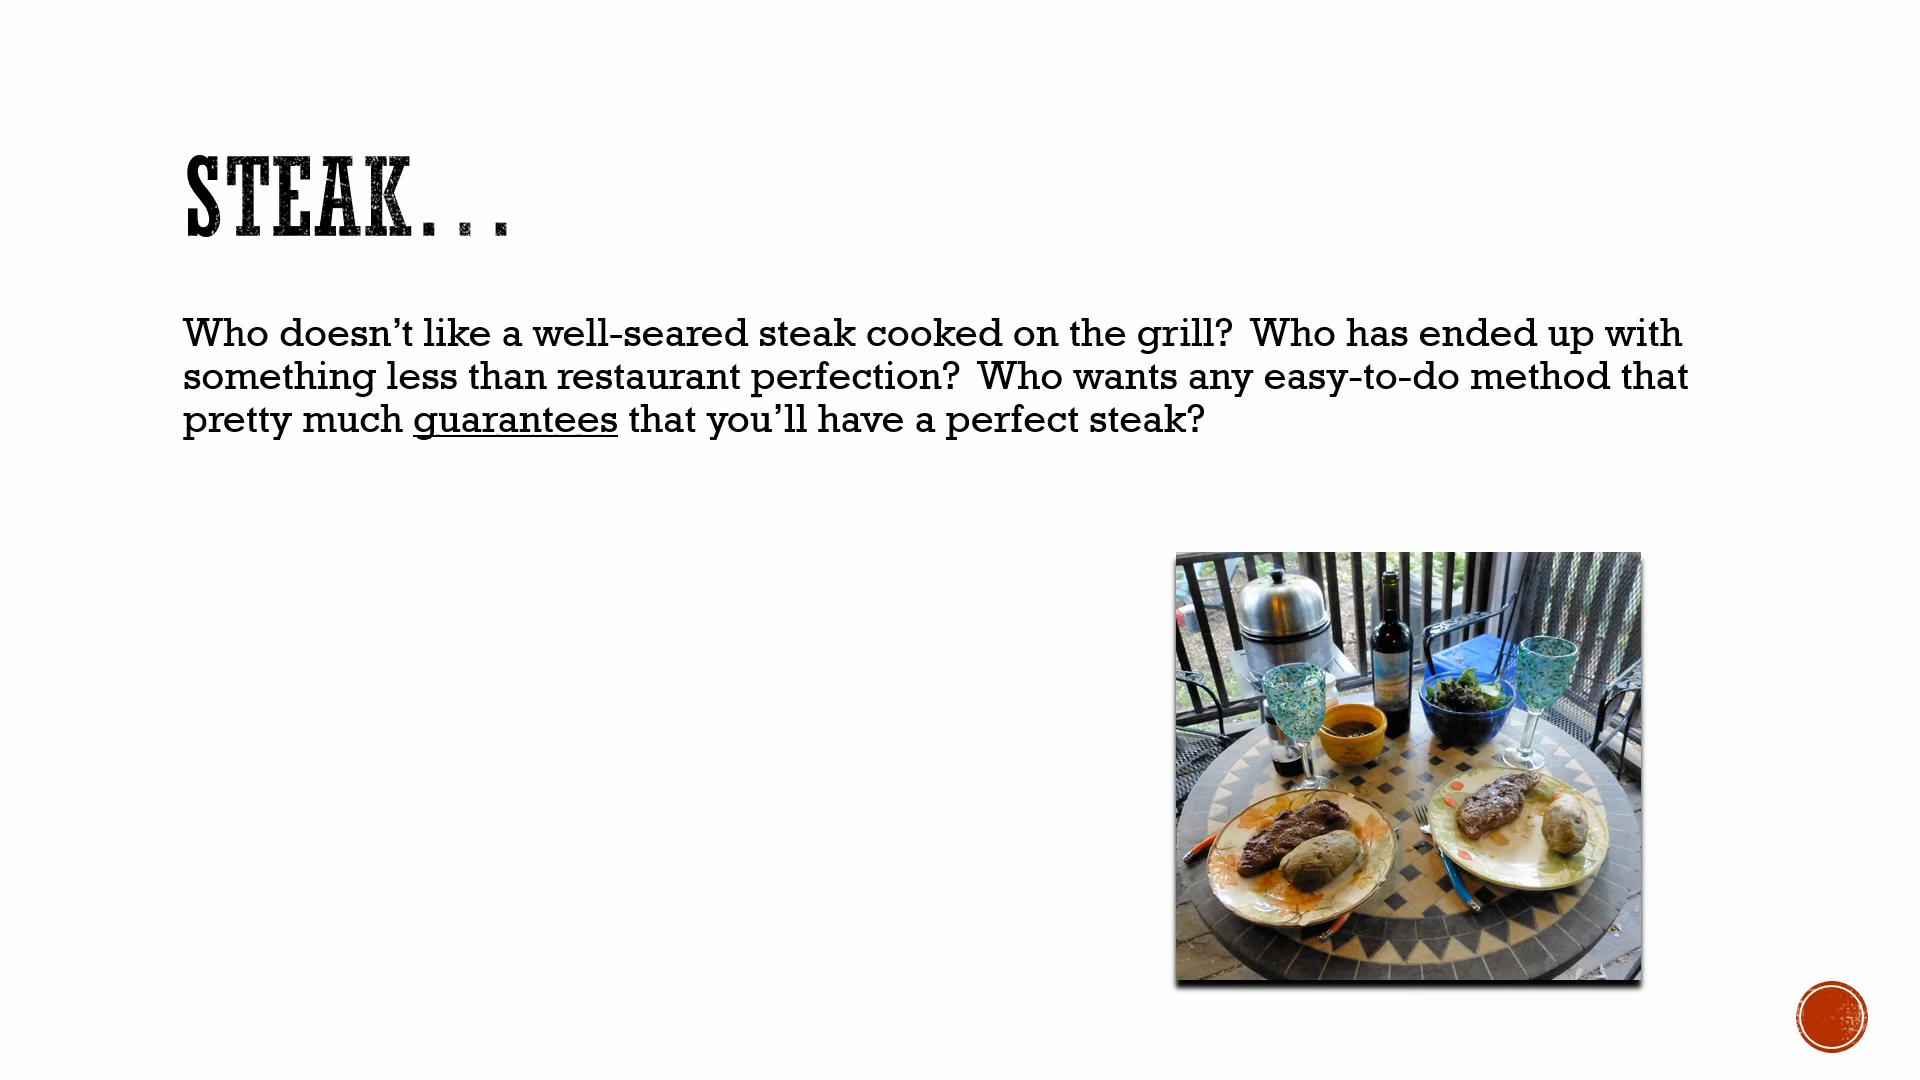 STEAK...
Who doesn’t like a well-seared steak cooked on the grill?  Who has ended up with
something less than restaurant perfection?  Who wants any easy-to-do method that
pretty much guarantees that you’ll have a perfect steak?